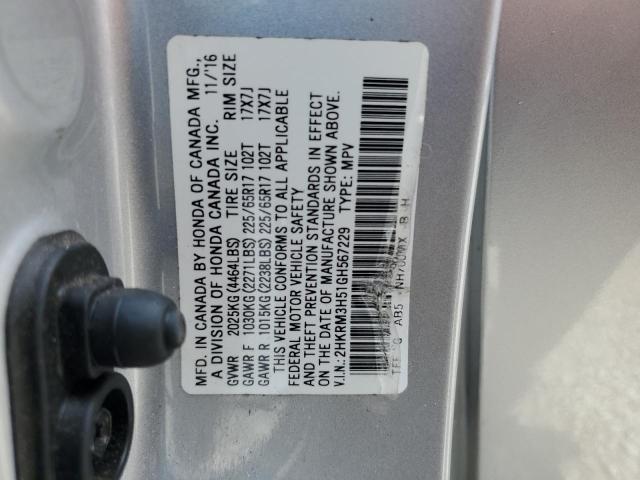 MFD. IN CANADA BY HONDA OF CANADA MFG.,
A DIVISION OF HONDA CANADA INC. 11/'16
GVWR 2025KG(4464LBS) TIRE SIZE RIM SIZE
GAWR F 1030KG(2271LBS)225/65R17 102T 17X7J
GAWR R 1015KG(2238LBS)225/65R17 102T 17X7J
THIS VEHICLE CONFORMS TO ALL APPLICABLE
FEDERAL MOTOR VEHICLE SAFETY
AND THEFT PREVENTION STANDARDS IN EFFECT
ON THE DATE OF MANUFACTURE SHOWN ABOVE.
V.I.N.: 2HKRM3H51GH567229 TYPE: MPV
AB5 B H